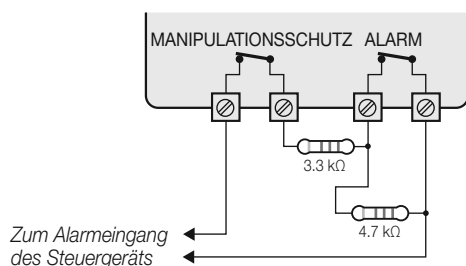 MANIPULATIONSSCHUTZ ALARM
3.3 kΩ
4.7 kΩ
Zum Alarmeingang
des Steuergeräts